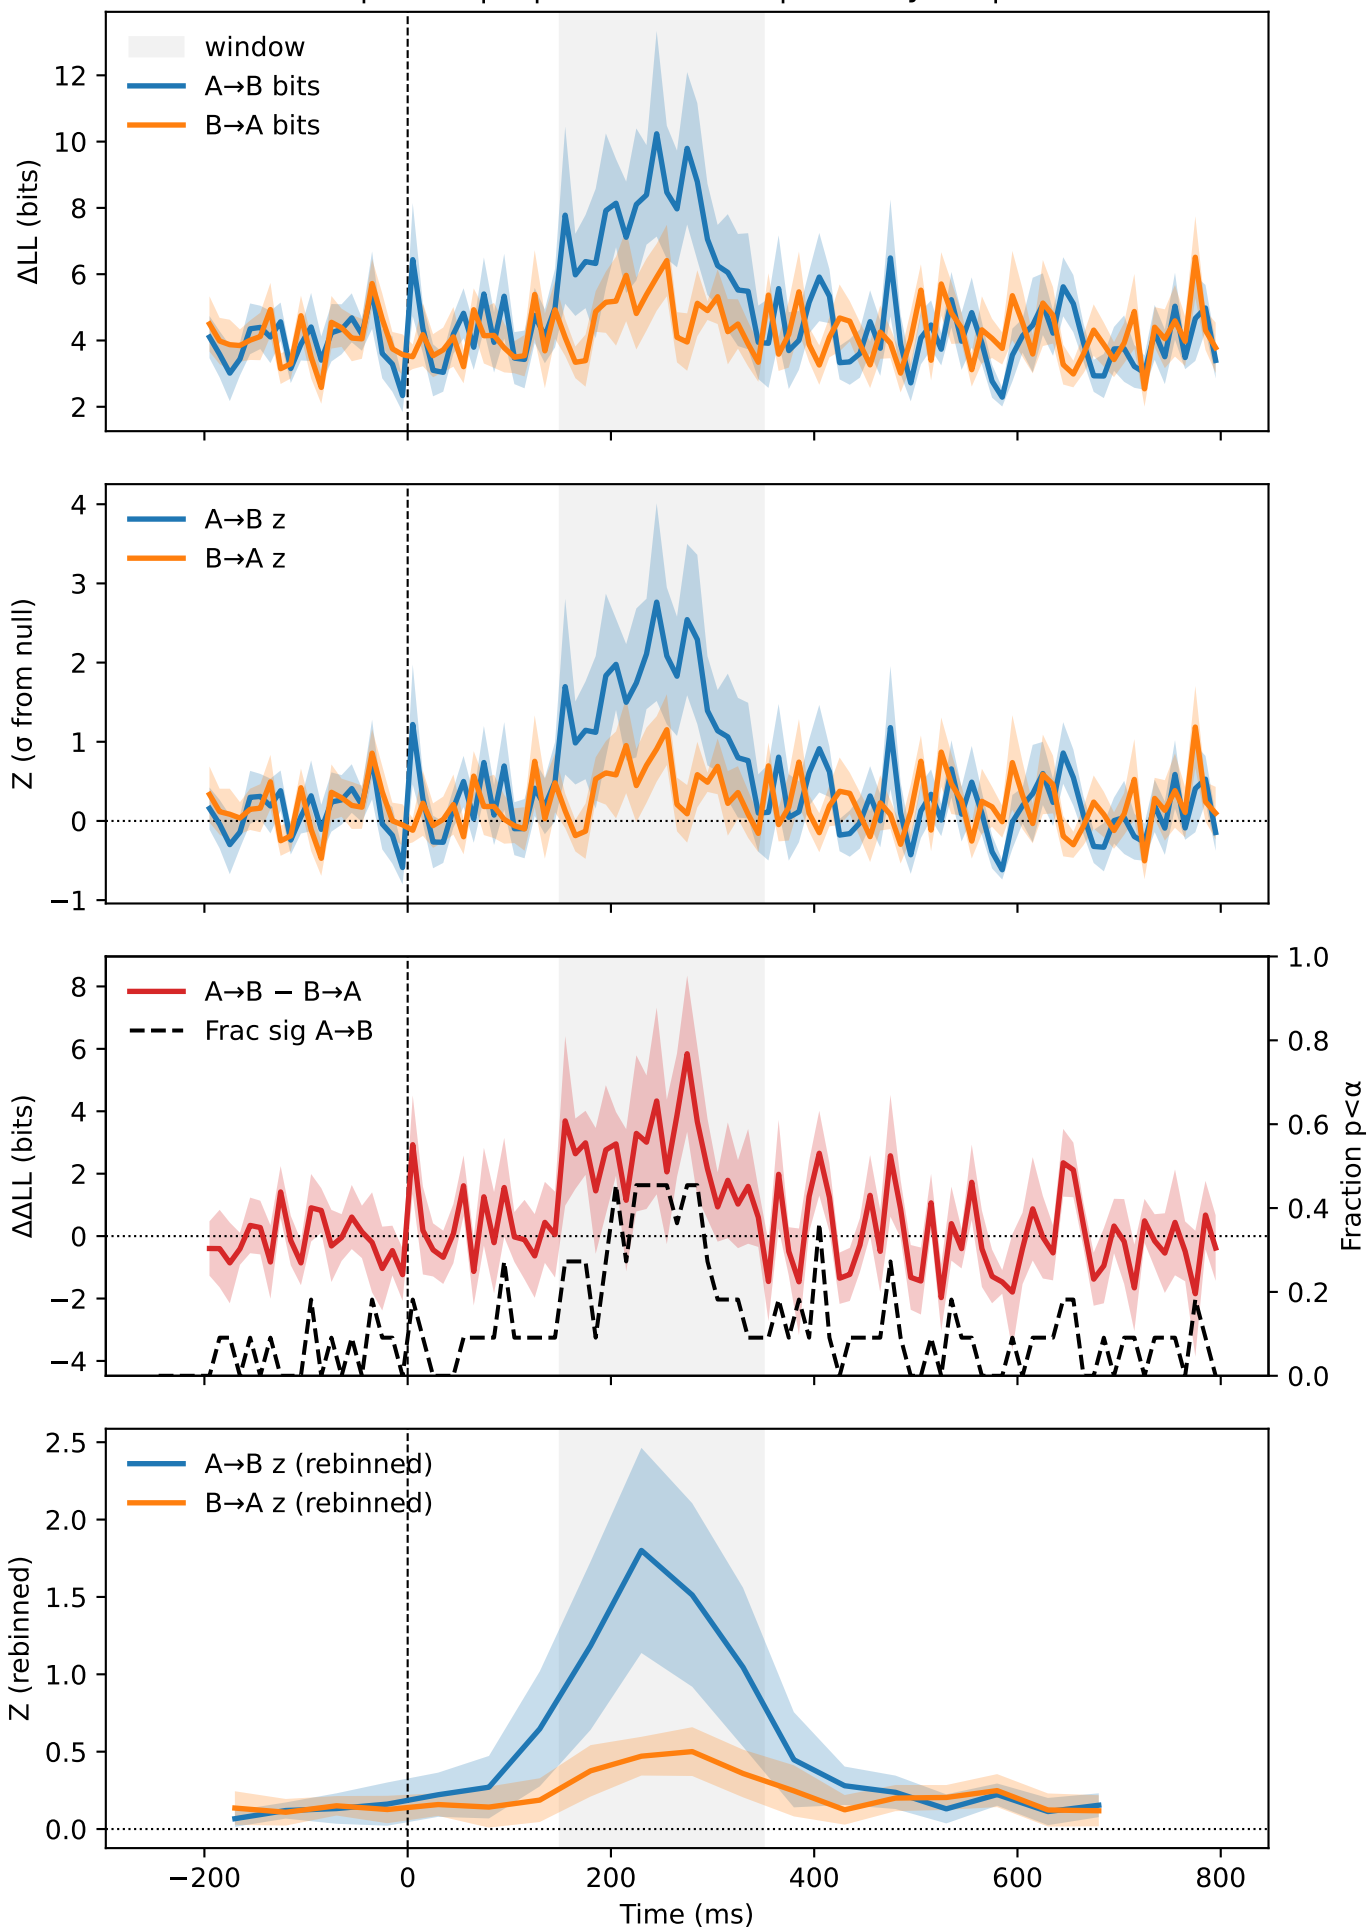 window
A→B bits
B→A bits
12
10
8
6
4
2
ΔLL (bits)
A→B z
B→A z
4
3
2
1
0
−1
Z (σ from null)
A→B − B→A
Frac sig A→B
8
6
4
2
0
−2
−4
ΔΔLL (bits)
1.0
0.8
0.6
0.4
0.2
0.0
Fraction p<α
A→B z (rebinned)
B→A z (rebinned)
2.5
2.0
1.5
1.0
0.5
0.0
Z (rebinned)
−200
0
200
400
600
800
Time (ms)